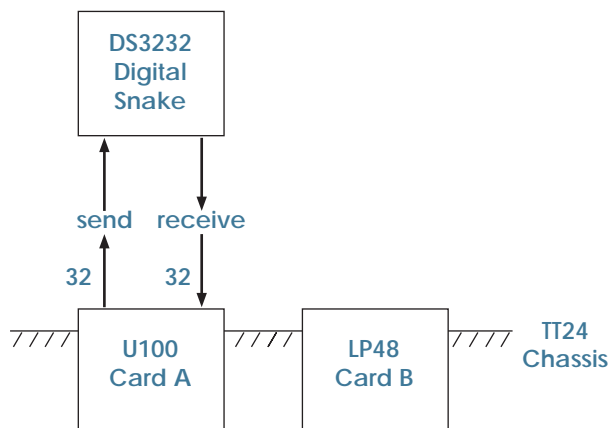 DS3232
Digital
Snake
send receive
32 32
U100
Card A
LP48
Card B
TT24
Chassis